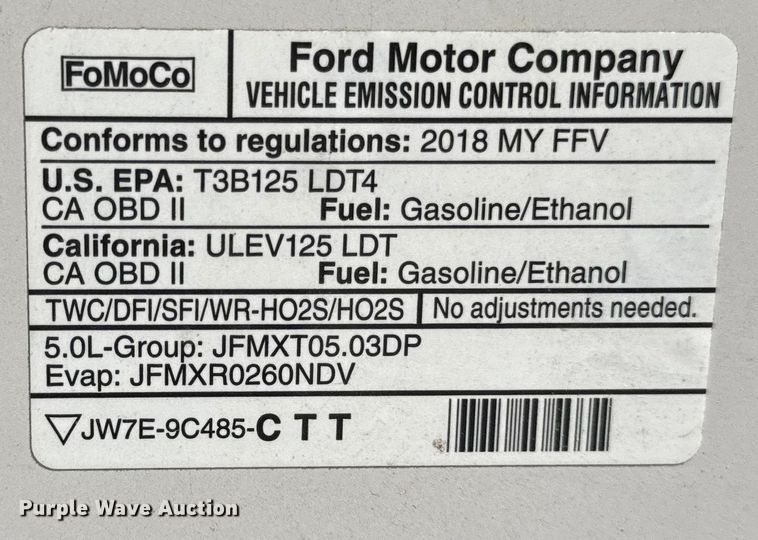 FoMoCo
Ford Motor Company
VEHICLE EMISSION CONTROL INFORMATION
Conforms to regulations: 2018 MY FFV
U.S. EPA: T3B125 LDT4
CA OBD II Fuel: Gasoline/Ethanol
California: ULEV125 LDT
CA OBD II Fuel: Gasoline/Ethanol
TWC/DFI/SFI/WR-HO2S/HO2S No adjustments needed.
5.0L-Group: JFMXT05.03DP
Evap: JFMXR0260NDV
JW7E-9C485-C T T
Purple Wave Auction